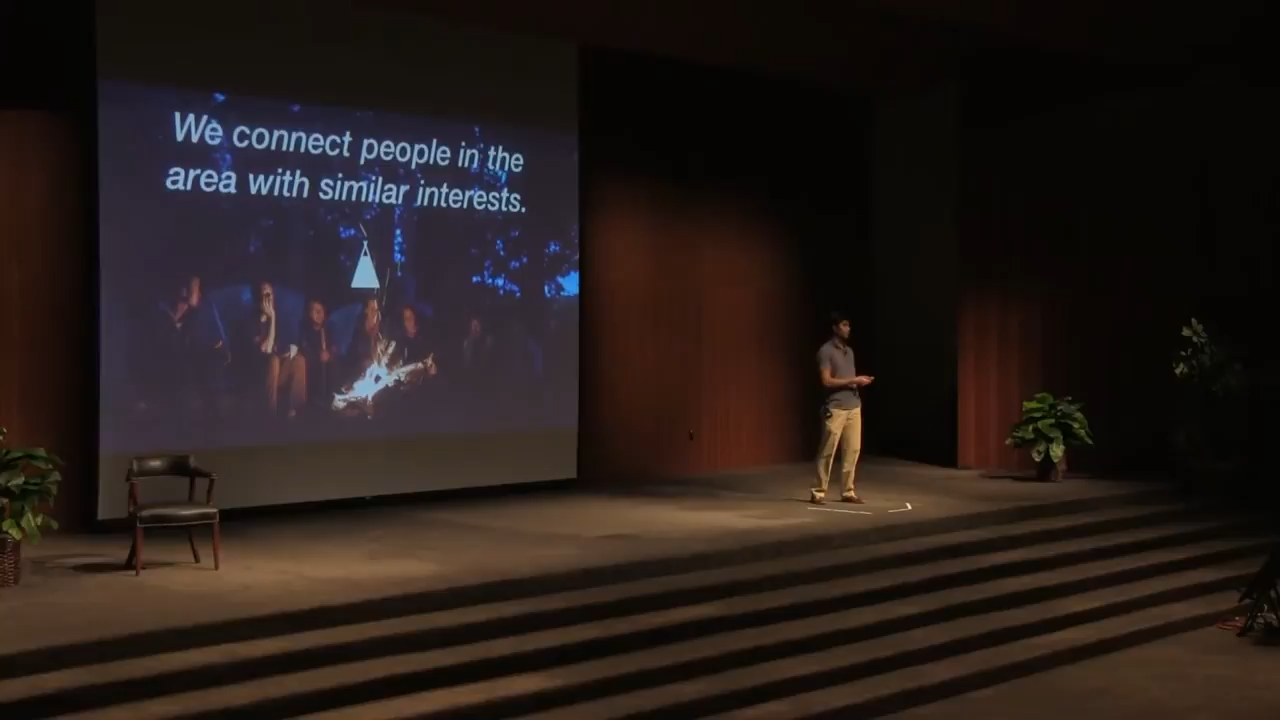 We connect people in the
area with similar interests.